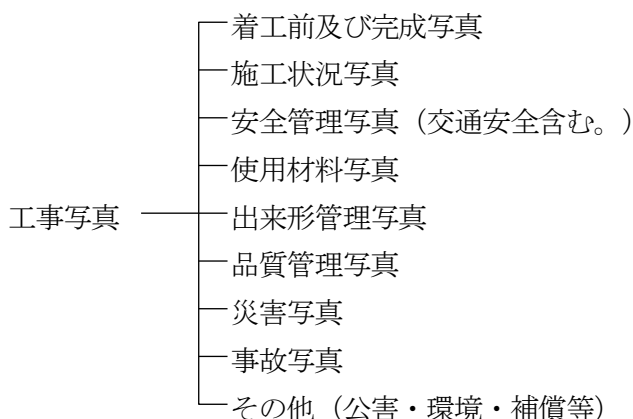 着工前及び完成写真
施工状況写真
安全管理写真（交通安全含む。）
使用材料写真
工事写真
出来形管理写真
品質管理写真
災害写真
事故写真
その他（公害・環境・補償等）